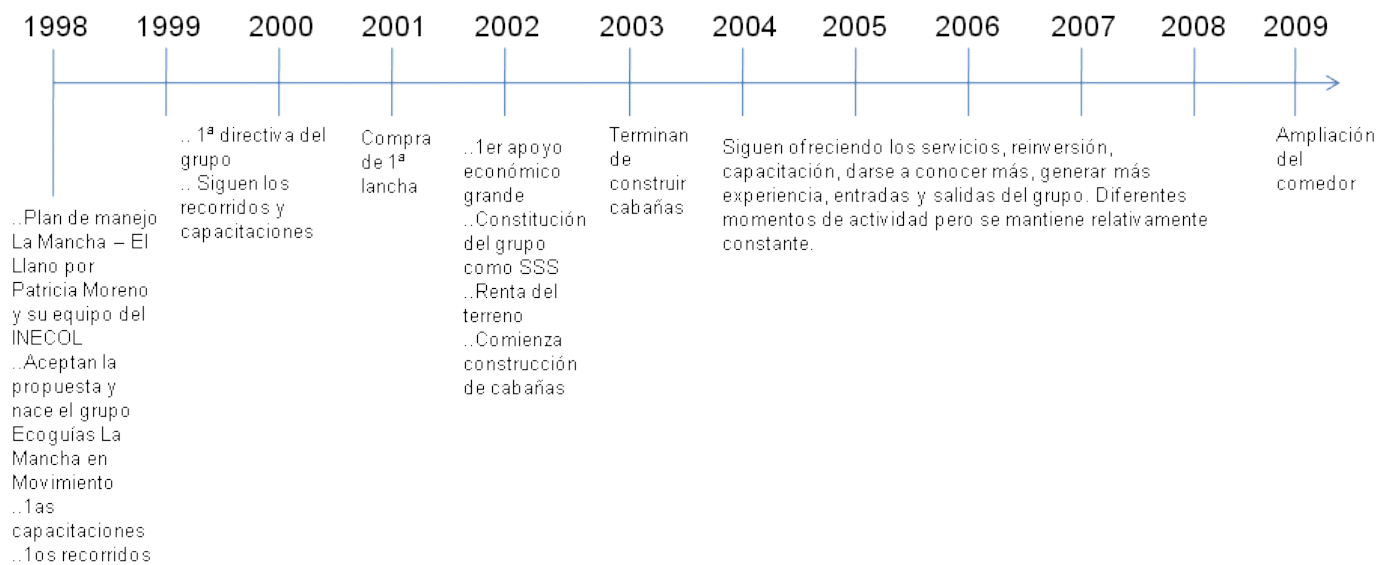 1998 1999 2000 2001 2002 2003 2004 2005 2006 2007 2008 2009
..Plan de manejo
La Mancha – El
Llano por
Patricia Moreno
y su equipo del
INECOL
..Aceptan la
propuesta y
nace el grupo
Ecoguías La
Mancha en
Movimiento
..1as
capacitaciones
..1os recorridos
.. 1ª directiva del
grupo
.. Siguen los
recorridos y
capacitaciones
Compra
de 1ª
lancha
..1er apoyo
económico
grande
..Constitución
del grupo
como SSS
..Renta del
terreno
..Comienza
construcción
de cabañas
Terminan
de
construir
cabañas
Siguen ofreciendo los servicios, reinversión,
capacitación, darse a conocer más, generar más
experiencia, entradas y salidas del grupo. Diferentes
momentos de actividad pero se mantiene relativamente
constante.
Ampliación
del
comedor